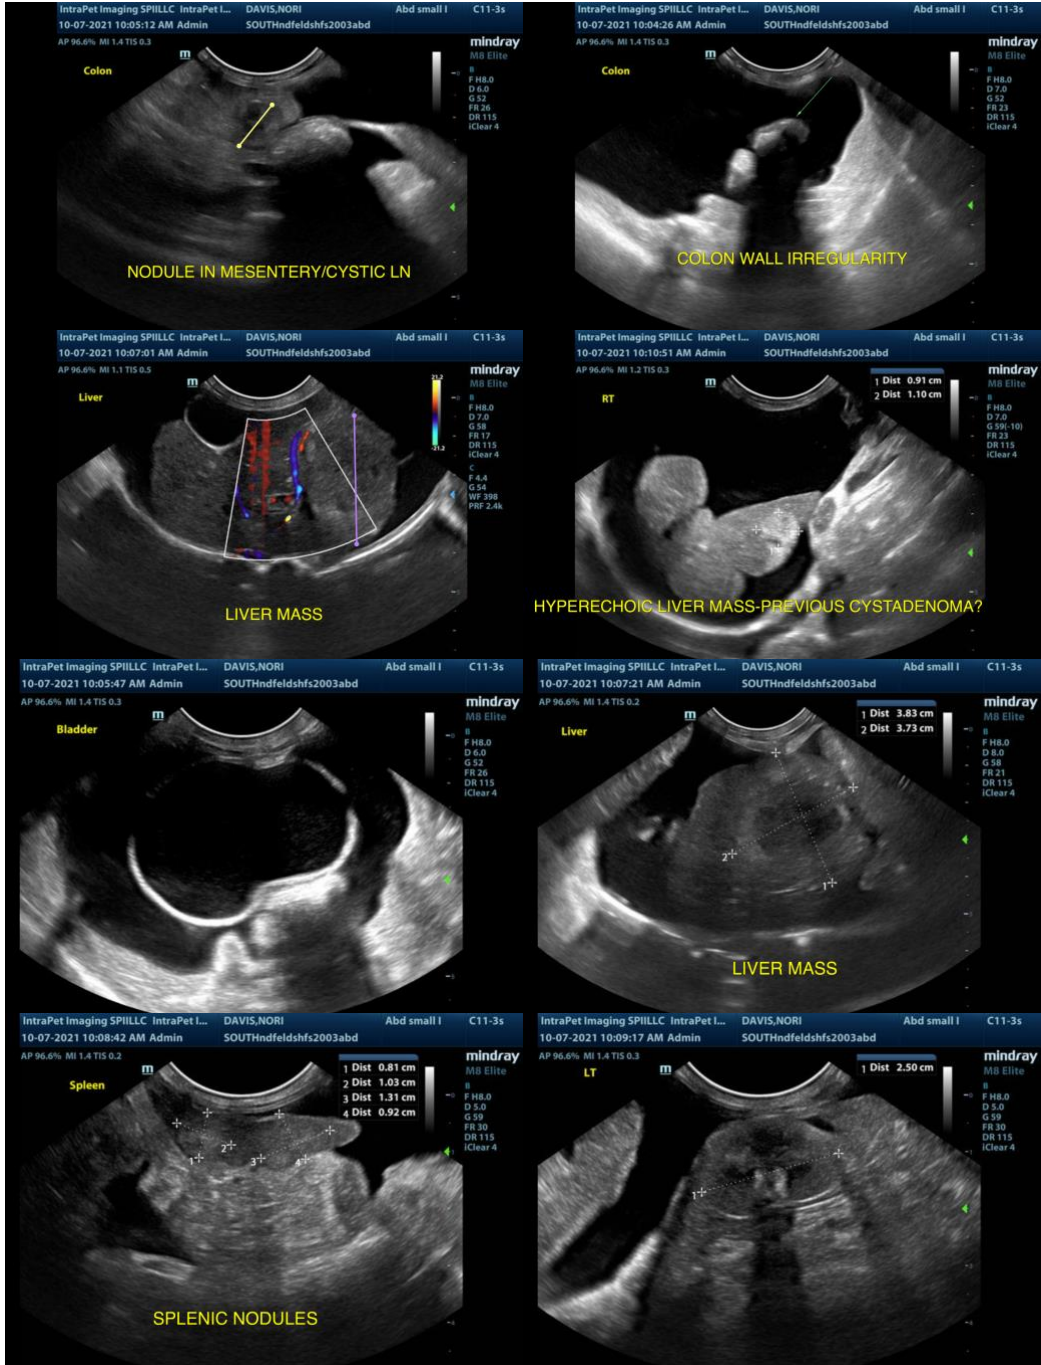 IntraPet Imaging SPIILLC IntraPet I... DAVIS,NORI Abd small I C11-3s
10-07-2021 10:05:12 AM Admin SOUTHndfeldshfs2003abd
AP 96.6% MI 1.4 TIS 0.3
mindray
M8 Elite
m
Colon
B
F H8.0
D 6.0
G 52
FR 26
DR 115
iClear 4
NODULE IN MESENTERY/CYSTIC LN
IntraPet Imaging SPIILLC IntraPet I... DAVIS,NORI Abd small I C11-3s
10-07-2021 10:04:26 AM Admin SOUTHndfeldshfs2003abd
AP 96.6% MI 1.4 TIS 0.3
mindray
M8 Elite
m
Colon
B
F H8.0
D 7.0
G 52
FR 23
DR 115
iClear 4
COLON WALL IRREGULARITY
IntraPet Imaging SPIILLC IntraPet I... DAVIS,NORI Abd small I C11-3s
10-07-2021 10:07:01 AM Admin SOUTHndfeldshfs2003abd
AP 96.6% MI 1.1 TIS 0.5
mindray
M8 Elite
m
21.2
-21.2
Liver
B
F H8.0
D 7.0
G 58
FR 17
DR 115
iClear 4
C
F 4.4
G 54
WF 398
PRF 2.4k
LIVER MASS
IntraPet Imaging SPIILLC IntraPet I... DAVIS,NORI Abd small I C11-3s
10-07-2021 10:10:51 AM Admin SOUTHndfeldshfs2003abd
AP 96.6% MI 1.2 TIS 0.3
mindray
M8 Elite
m
1 Dist 0.91 cm
2 Dist 1.10 cm
RT
B
F H8.0
D 7.0
G 59(-10)
FR 23
DR 115
iClear 4
HYPERECHOIC LIVER MASS-PREVIOUS CYSTADENOMA?
IntraPet Imaging SPIILLC IntraPet I... DAVIS,NORI Abd small I C11-3s
10-07-2021 10:05:47 AM Admin SOUTHndfeldshfs2003abd
AP 96.6% MI 1.4 TIS 0.3
mindray
M8 Elite
m
Bladder
B
F H8.0
D 6.0
G 52
FR 26
DR 115
iClear 4
IntraPet Imaging SPIILLC IntraPet I... DAVIS,NORI Abd small I C11-3s
10-07-2021 10:07:21 AM Admin SOUTHndfeldshfs2003abd
AP 96.6% MI 1.4 TIS 0.2
mindray
M8 Elite
m
1 Dist 3.83 cm
2 Dist 3.73 cm
Liver
B
F H8.0
D 8.0
G 58
FR 21
DR 115
iClear 4
2
1
LIVER MASS
IntraPet Imaging SPIILLC IntraPet I... DAVIS,NORI Abd small I C11-3s
10-07-2021 10:08:42 AM Admin SOUTHndfeldshfs2003abd
AP 96.6% MI 1.4 TIS 0.2
mindray
M8 Elite
m
1 Dist 0.81 cm
2 Dist 1.03 cm
3 Dist 1.31 cm
4 Dist 0.92 cm
Spleen
B
F H8.0
D 5.0
G 59
FR 30
DR 115
iClear 4
2
1 3 4
SPLENIC NODULES
IntraPet Imaging SPIILLC IntraPet I... DAVIS,NORI Abd small I C11-3s
10-07-2021 10:09:17 AM Admin SOUTHndfeldshfs2003abd
AP 96.6% MI 1.4 TIS 0.3
mindray
M8 Elite
m
1 Dist 2.50 cm
LT
B
F H8.0
D 5.0
G 59
FR 30
DR 115
iClear 4
1